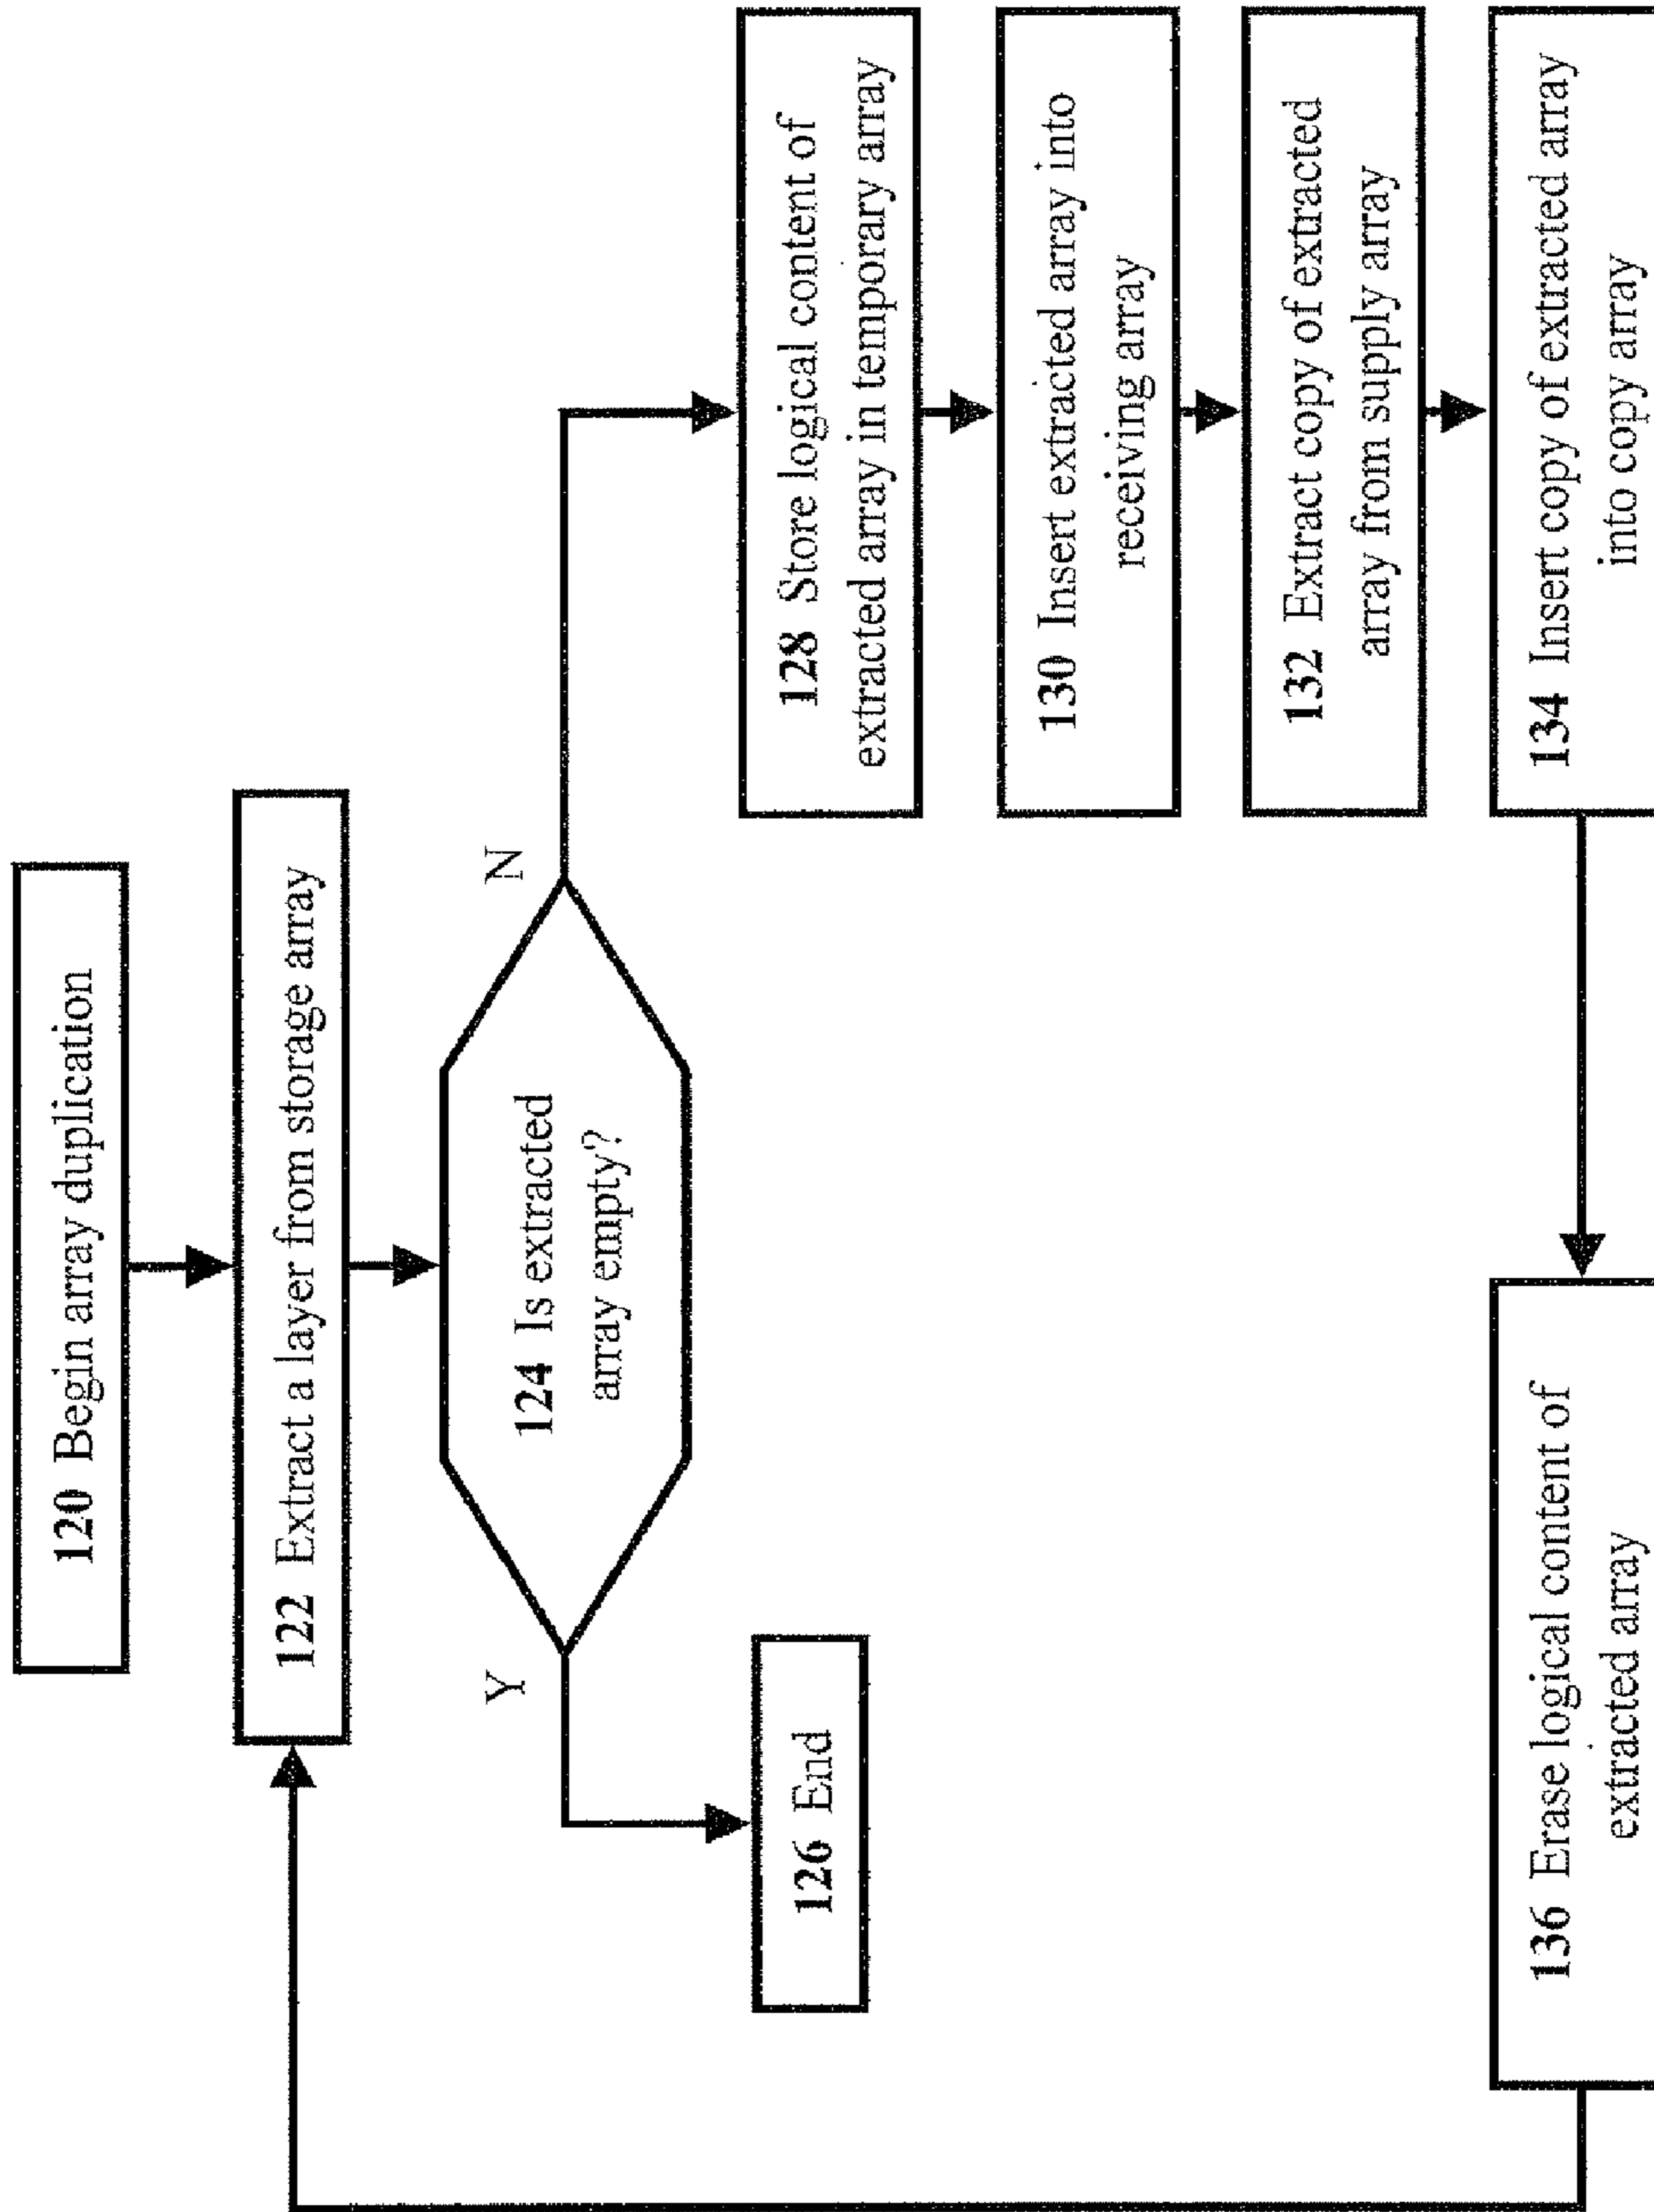 120 Begin array duplication
122 Extract a layer from storage array
124 Is extracted
array empty?
Y
N
126 End
128 Store logical content of
extracted array in temporary array
130 Insert extracted array into
receiving array
132 Extract copy of extracted
array from supply array
134 Insert copy of extracted array
into copy array
136 Erase logical content of
extracted array